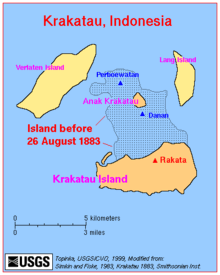 Krakatau, Indonesia
Verlaten Island
Lang Island
Perboewatan
Anak Krakatau
Danan
Island before
26 August 1883
Rakata
Krakatau Island
0
5 kilometers
0
3 miles
USGS
Topinka, USGS/CVO, 1999, Modified from:
Simkin and Fiske, 1983, Krakatau 1883, Smithsonian Inst.